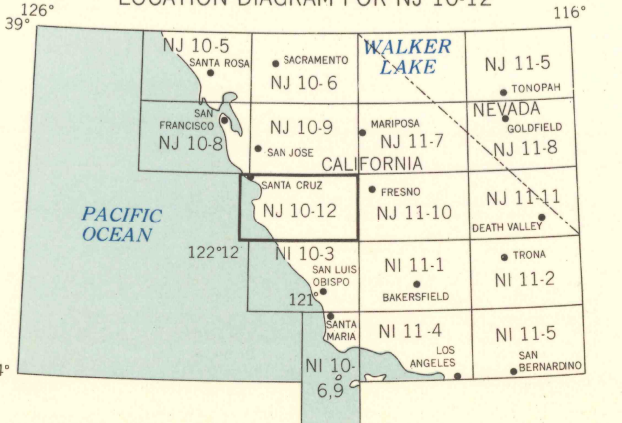 LOCATION DIAGRAM FOR NJ 10-12
126°
116°
39°
NJ 10-5
SANTA ROSA
SACRAMENTO
NJ 10-6
WALKER
LAKE
NJ 11-5
TONOPAH
SAN
FRANCISCO
NJ 10-8
NJ 10-9
SAN JOSE
MARIPOSA
NJ 11-7
NEVADA
GOLDFIELD
NJ 11-8
CALIFORNIA
SANTA CRUZ
NJ 10-12
FRESNO
NJ 11-10
NJ 11-11
DEATH VALLEY
PACIFIC
OCEAN
122°12'
NI 10-3
SAN LUIS
OBISPO
121°
NI 11-1
BAKERSFIELD
TRONA
NI 11-2
SANTA
MARIA
NI 11-4
LOS
ANGELES
NI 11-5
SAN
BERNARDINO
4°
NI 10-
6,9